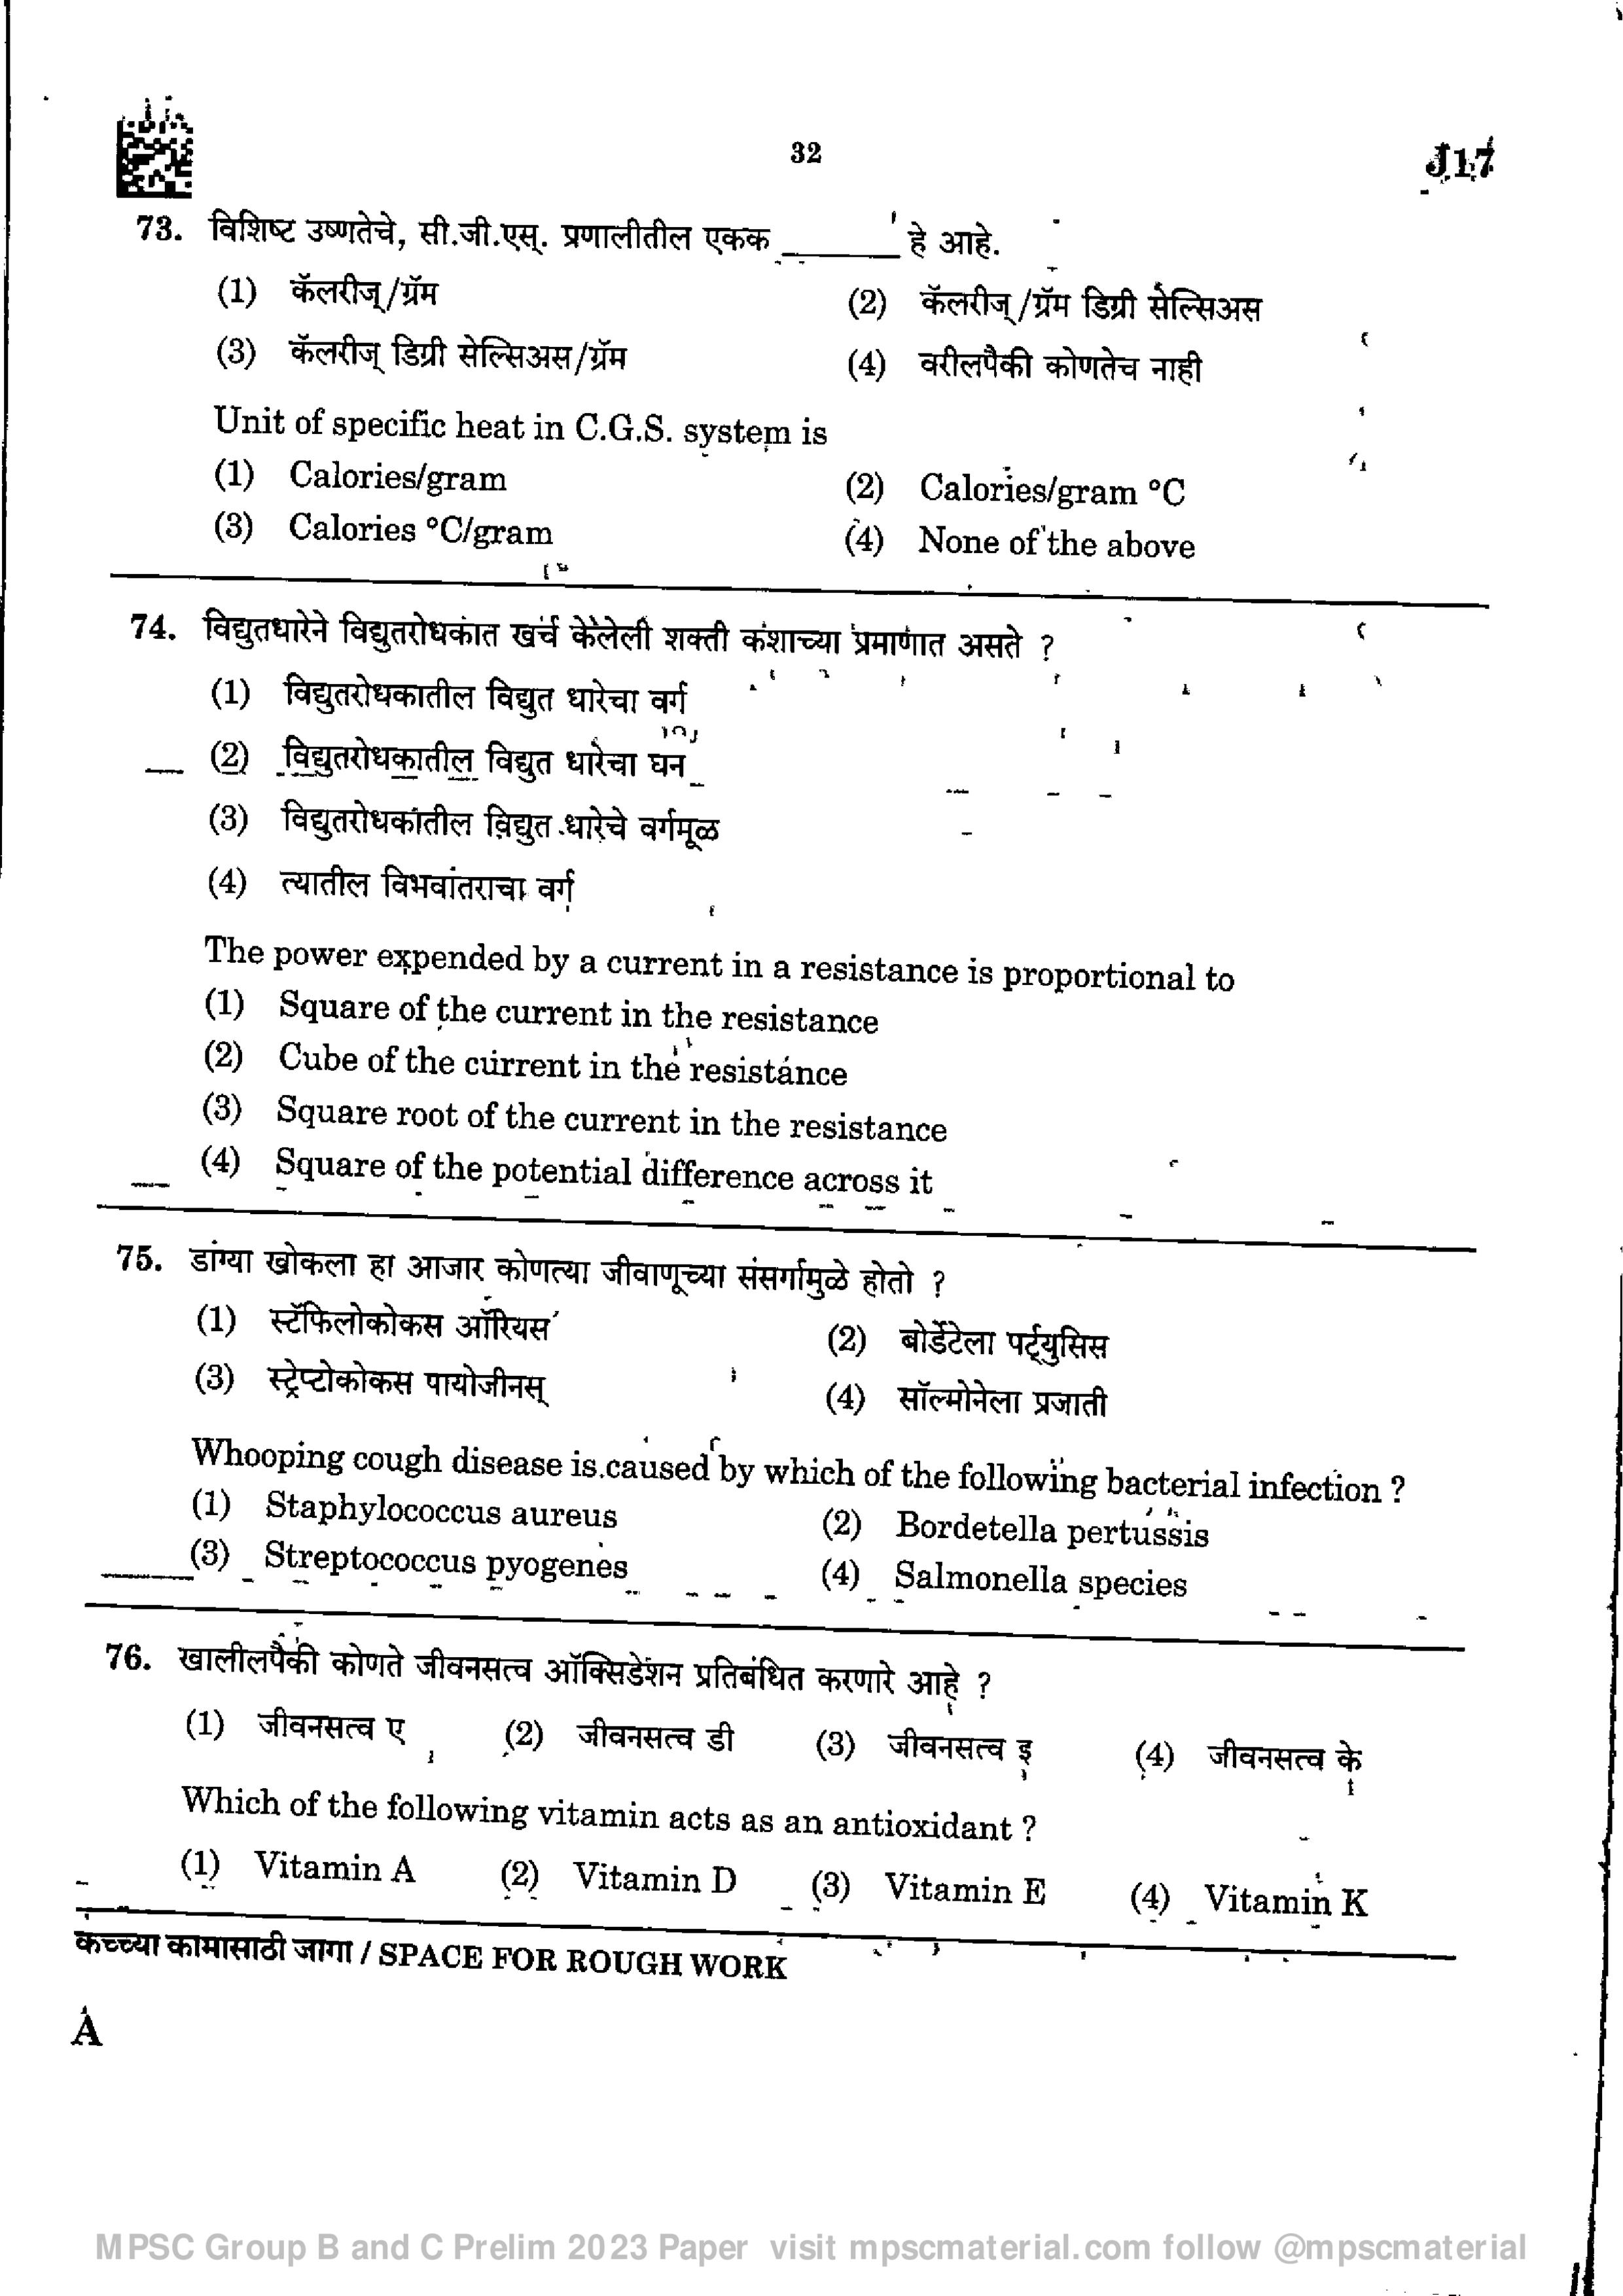 32
J17
73. विशिष्ट उष्णतेचे, सी.जी.एस्. प्रणालीतील एकक ________ हे आहे.
(1) कॅलरीज्/ग्रॅम (2) कॅलरीज्/ग्रॅम डिग्री सेल्सिअस
(3) कॅलरीज् डिग्री सेल्सिअस/ग्रॅम (4) वरीलपैकी कोणतेच नाही
Unit of specific heat in C.G.S. system is
(1) Calories/gram (2) Calories/gram °C
(3) Calories °C/gram (4) None of the above
74. विद्युतधारेने विद्युतरोधकात खर्च केलेली शक्ती कशाच्या प्रमाणात असते ?
(1) विद्युतरोधकातील विद्युत धारेचा वर्ग
(2) विद्युतरोधकातील विद्युत धारेचा घन
(3) विद्युतरोधकातील विद्युत धारेचे वर्गमूळ
(4) त्यातील विभवांतराचा वर्ग
The power expended by a current in a resistance is proportional to
(1) Square of the current in the resistance
(2) Cube of the current in the resistance
(3) Square root of the current in the resistance
(4) Square of the potential difference across it
75. डांग्या खोकला हा आजार कोणत्या जीवाणूच्या संसर्गामुळे होतो ?
(1) स्टॅफिलोकोकस ऑरियस (2) बोर्डेटेला पर्ट्युसिस
(3) स्ट्रेप्टोकोकस पायोजीनस् (4) सॉल्मोनेला प्रजाती
Whooping cough disease is caused by which of the following bacterial infection ?
(1) Staphylococcus aureus (2) Bordetella pertussis
(3) Streptococcus pyogenes (4) Salmonella species
76. खालीलपैकी कोणते जीवनसत्व ऑक्सिडेशन प्रतिबंधित करणारे आहे ?
(1) जीवनसत्व ए (2) जीवनसत्व डी (3) जीवनसत्व इ (4) जीवनसत्व के
Which of the following vitamin acts as an antioxidant ?
(1) Vitamin A (2) Vitamin D (3) Vitamin E (4) Vitamin K
कच्च्या कामासाठी जागा / SPACE FOR ROUGH WORK
A
MPSC Group B and C Prelim 2023 Paper visit mpscmaterial.com follow @mpscmaterial